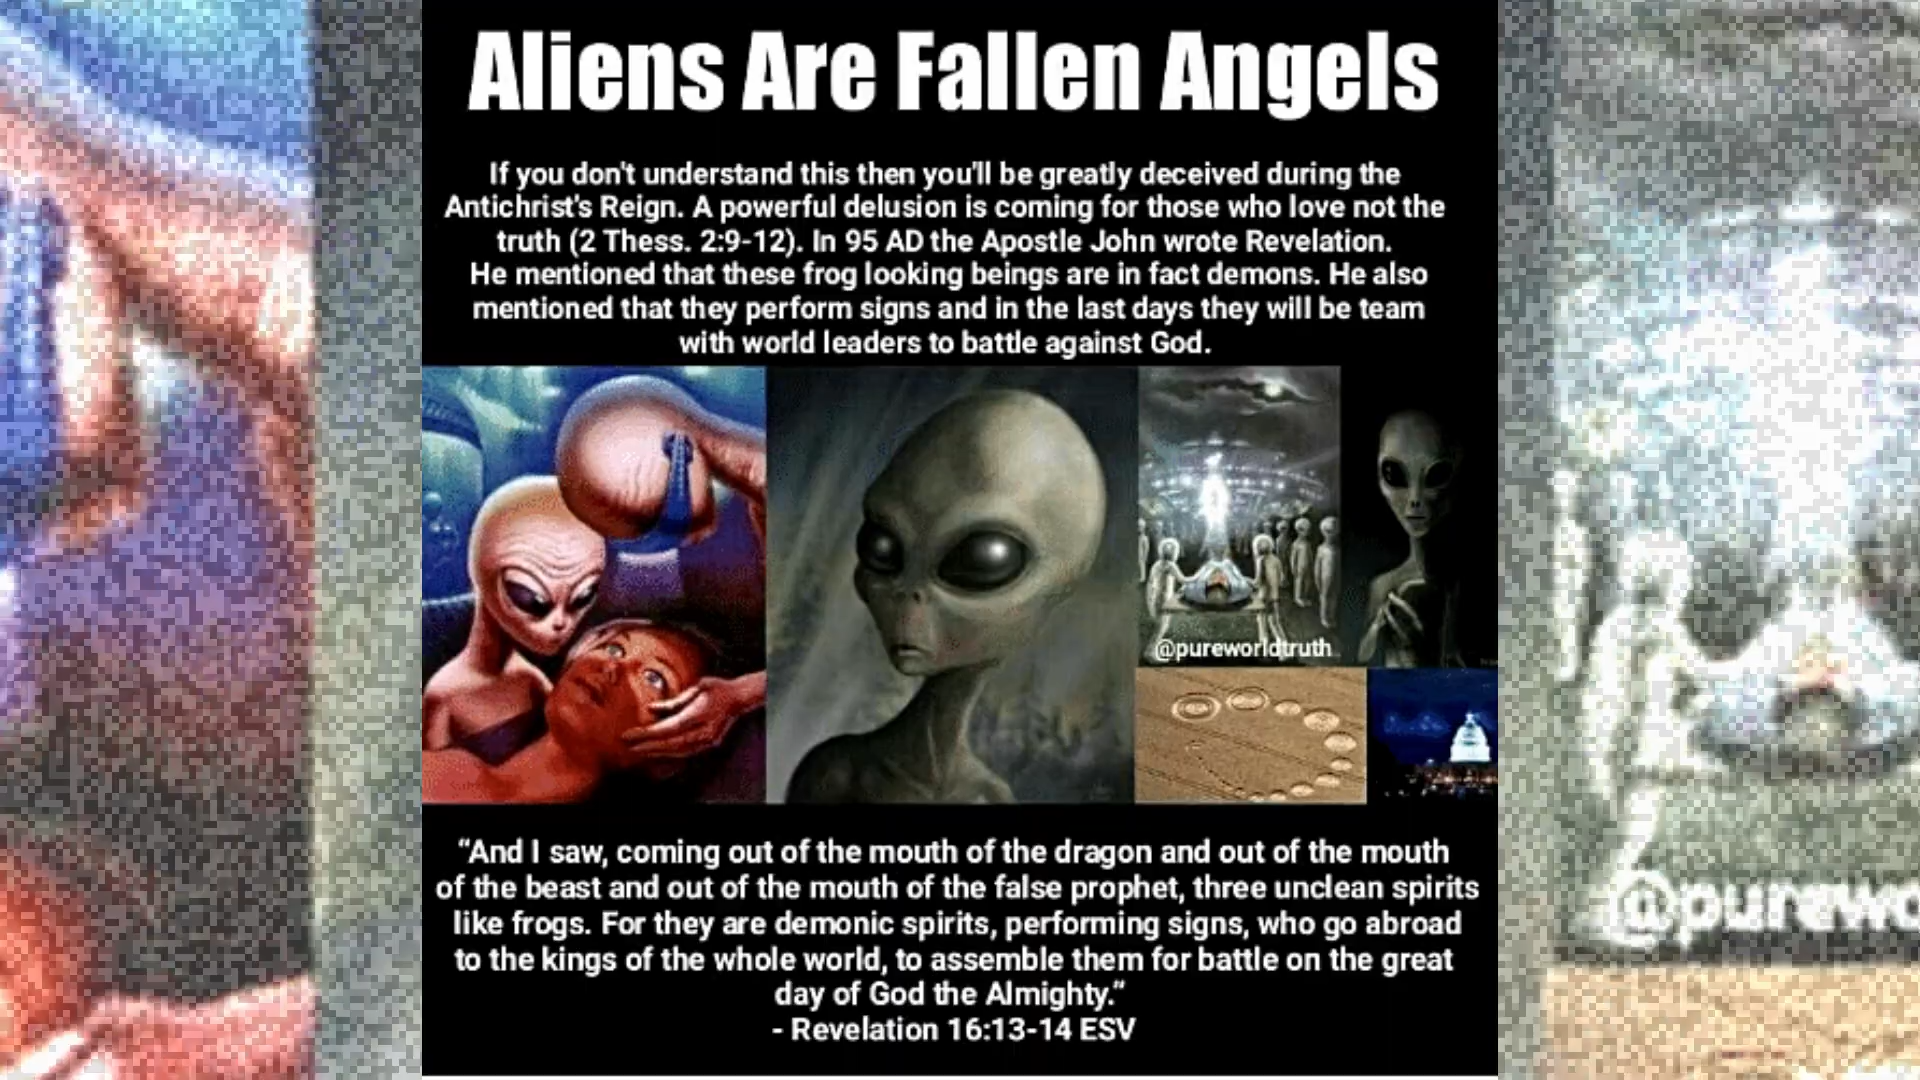 Aliens Are Fallen Angels
If you don't understand this then you'll be greatly deceived during the
Antichrist's Reign. A powerful delusion is coming for those who love not the
truth (2 Thess. 2:9-12). In 95 AD the Apostle John wrote Revelation.
He mentioned that these frog looking beings are in fact demons. He also
mentioned that they perform signs and in the last days they will be team
with world leaders to battle against God.
@pureworldtruth
“And I saw, coming out of the mouth of the dragon and out of the mouth
of the beast and out of the mouth of the false prophet, three unclean spirits
like frogs. For they are demonic spirits, performing signs, who go abroad
to the kings of the whole world, to assemble them for battle on the great
day of God the Almighty.”
- Revelation 16:13-14 ESV
@purewo